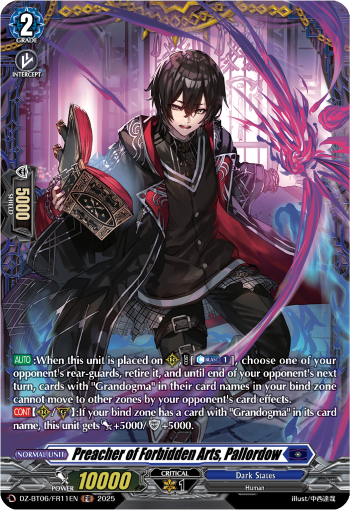 2
GRADE
INTERCEPT
5000
SHIELD
AUTO:When this unit is placed on R COST[Counter Blast 1], choose one of your
opponent's rear-guards, retire it, and until end of your opponent's next
turn, cards with "Grandogma" in their card names in your bind zone
cannot move to other zones by your opponent's card effects.
CONT【R/G】:If your bind zone has a card with "Grandogma" in its card
name, this unit gets +5000/ +5000.
NORMAL UNIT
Preacher of Forbidden Arts, Pallordow
POWER
10000
CRITICAL
1
Dark States
Human
DZ-BT06/FR11EN FR 2025
illust/中西達哉